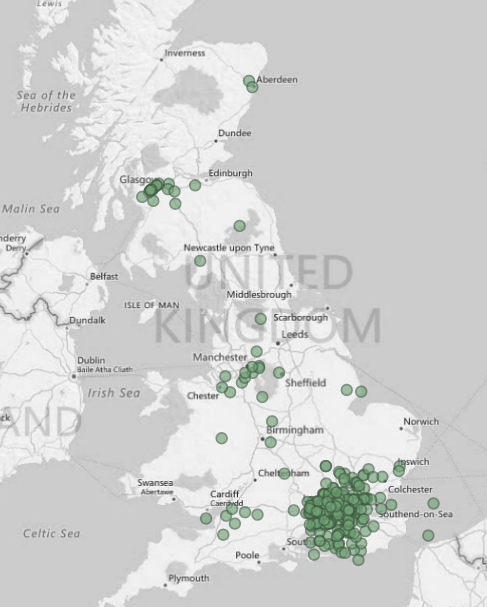 Lewis
Inverness
Aberdeen
Sea of the
Hebrides
Dundee
Edinburgh
Malin Sea
Derry
Newcastle upon Tyne
Belfast
UNITED
KINGDOM
Middlesbrough
ISLE OF MAN
Scarborough
Dundalk
Leeds
Manchester
Dublin
Baile Átha Cliath
Irish Sea
Sheffield
Chester
Norwich
Birmingham
Ipswich
Swansea
Abertawe
Cheltenham
Colchester
Cardiff
Caerdydd
Southend-on-Sea
Celtic Sea
Poole
Plymouth